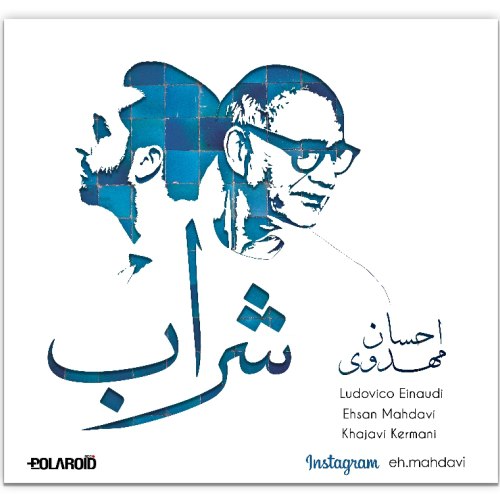 شراب
احسان
مهدوی
Ludovico Einaudi
Ehsan Mahdavi
Khajavi Kermani
POLAROID
Instagram eh.mahdavi